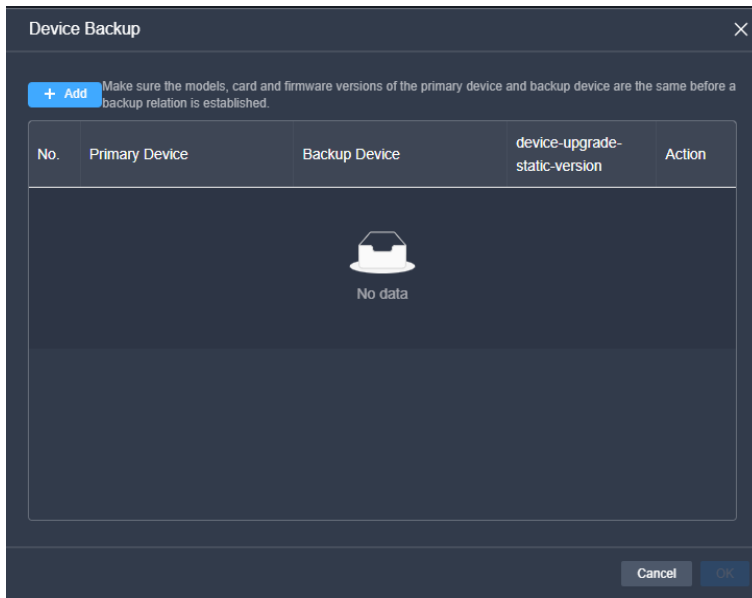 Device Backup
+ Add
Make sure the models, card and firmware versions of the primary device and backup device are the same before a
backup relation is established.
No.
Primary Device
Backup Device
device-upgrade-
static-version
Action
No data
Cancel
OK